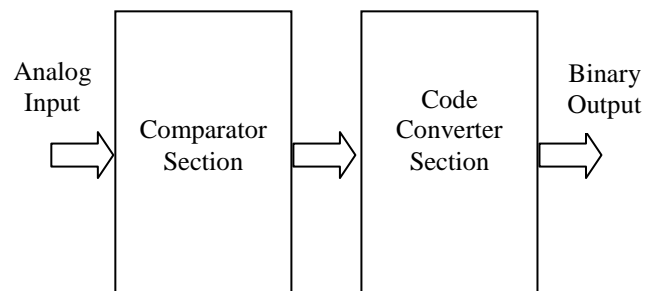 Analog
Input
Comparator
Section
Code
Converter
Section
Binary
Output